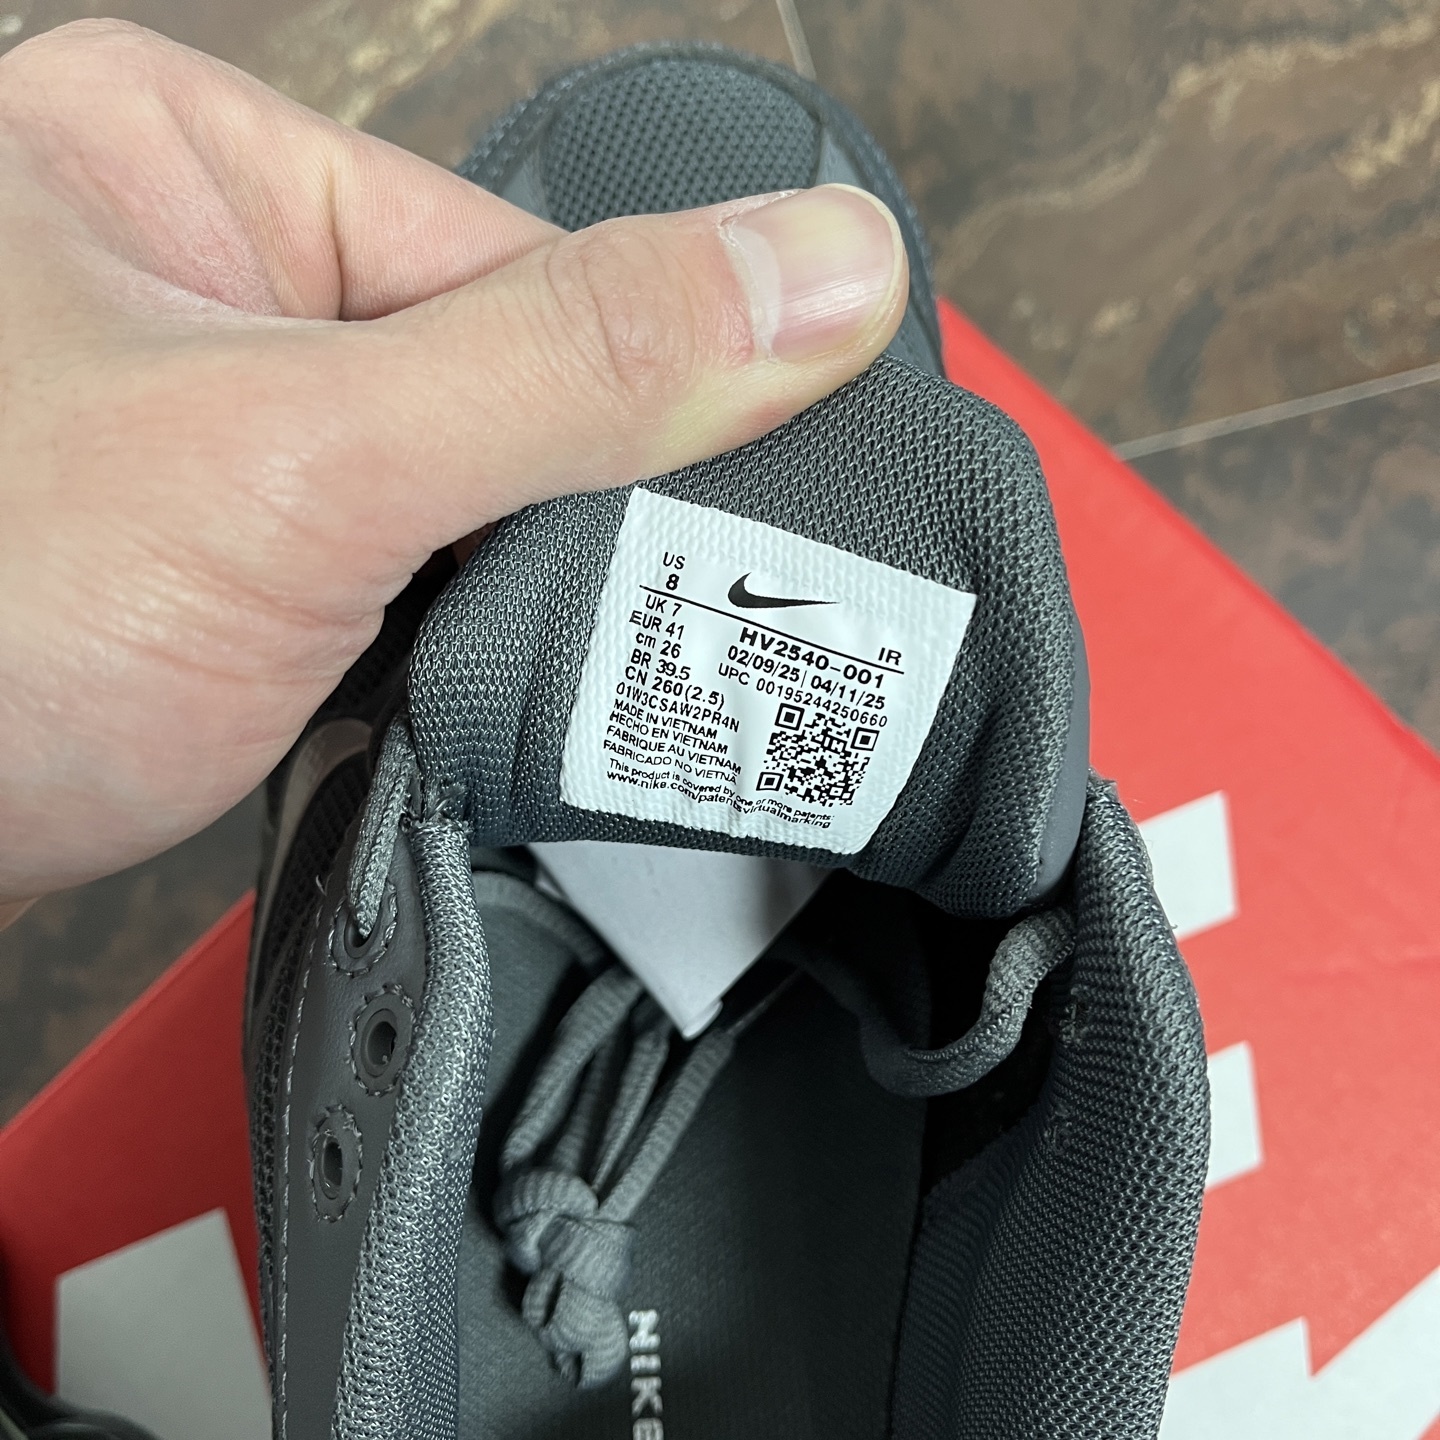 US
8
UK 7
EUR 41
cm 26
BR 39.5
CN 260(2.5)
01W3CSAW2PR4N
MADE IN VIETNAM
HECHO EN VIETNAM
FABRIQUE AU VIETNAM
FABRICADO NO VIETNÃ
This product is covered by one or more patents:
www.nike.com/patentsvirtualmarking
IR
HV2540-001
02/09/25|04/11/25
UPC 00195244250660
NIKE